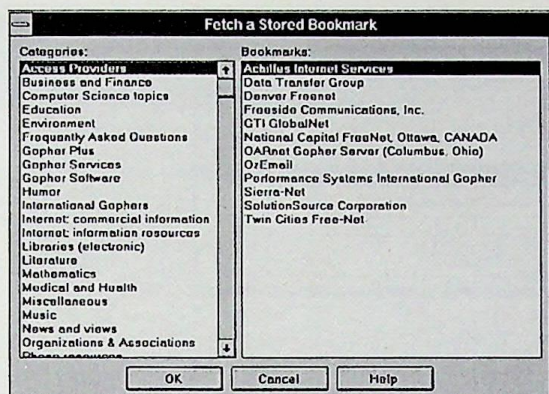 Fetch a Stored Bookmark
Categories:
Access Providers
Business and Finance
Computer Science topics
Education
Environment
Frequently Asked Questions
Gopher Plus
Gopher Services
Gopher Software
Humor
International Gophers
Internet: commercial information
Internet: information resources
Libraries (electronic)
Literature
Mathematics
Medical and Health
Miscellaneous
Music
News and views
Organizations & Associations
Phone resources
Bookmarks:
Achilles Internet Services
Data Transfer Group
Denver Freenet
Freeside Communications, Inc.
GTI GlobalNet
National Capital FreeNet, Ottawa, CANADA
OARnet Gopher Server (Columbus, Ohio)
OzEmail
Performance Systems International Gopher
Sierra-Net
SolutionSource Corporation
Twin Cities Free-Net
OK
Cancel
Help